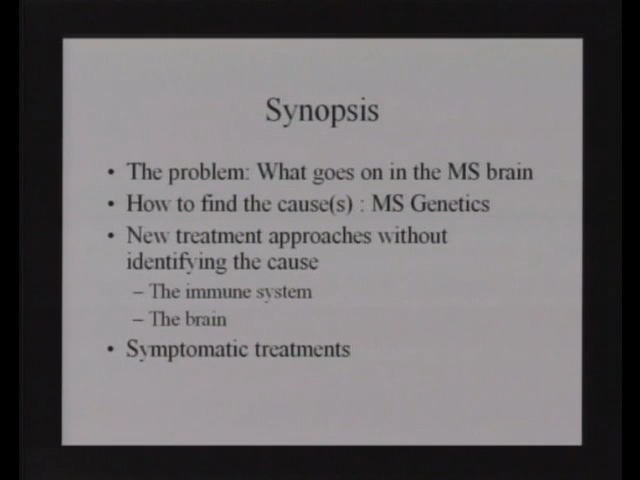 Synopsis
• The problem: What goes on in the MS brain
• How to find the cause(s) : MS Genetics
• New treatment approaches without
identifying the cause
– The immune system
– The brain
• Symptomatic treatments